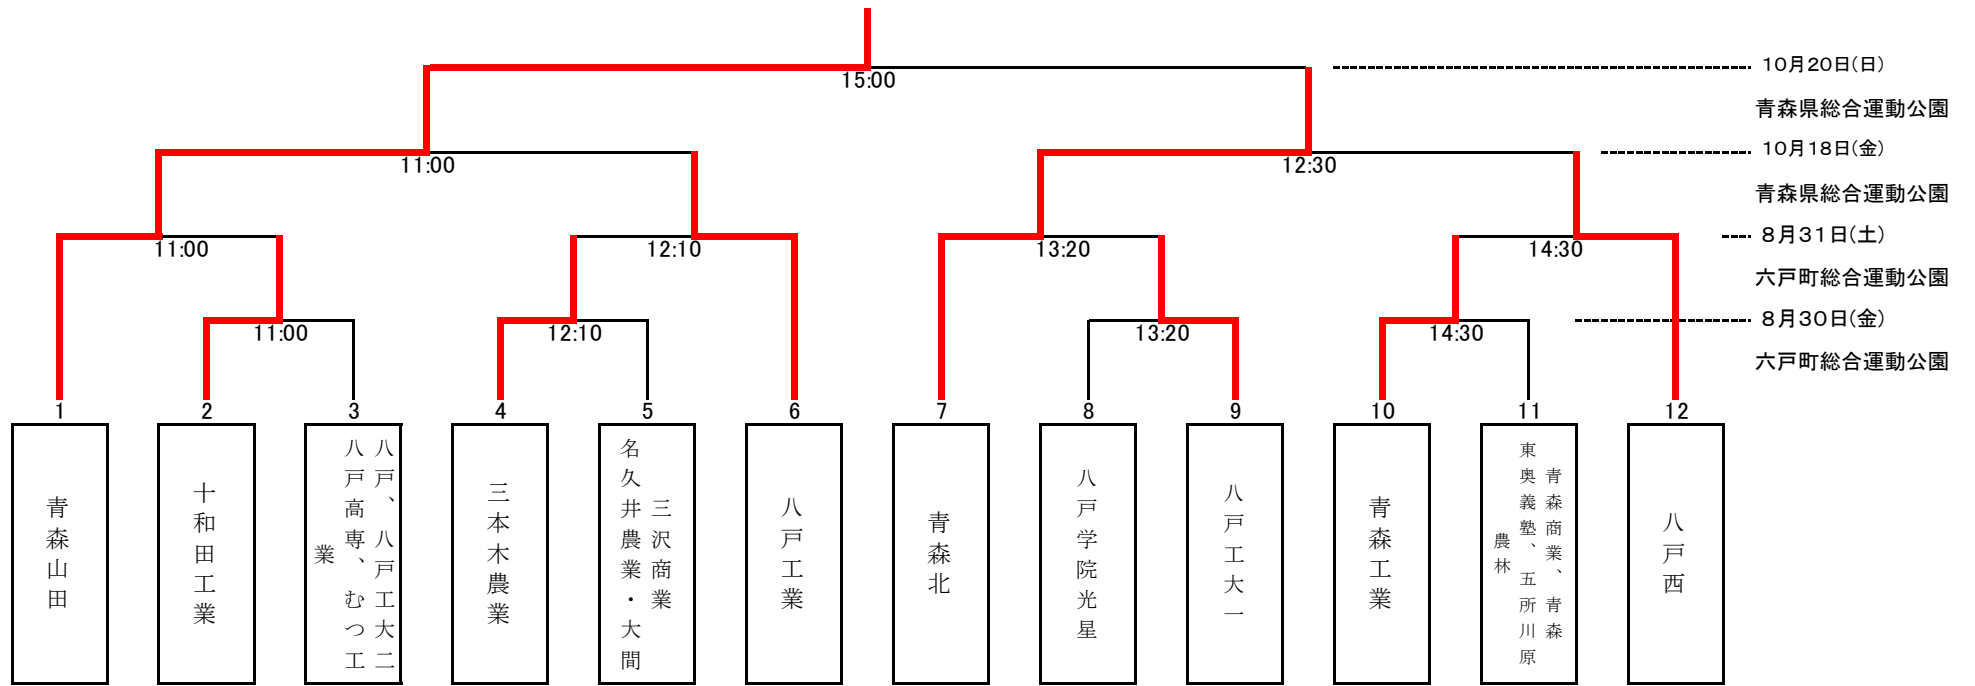 10月20日(日)
15:00
青森県総合運動公園
10月18日(金)
11:00
12:30
青森県総合運動公園
8月31日(土)
11:00
12:10
13:20
14:30
六戸町総合運動公園
8月30日(金)
11:00
12:10
13:20
14:30
六戸町総合運動公園
1
2
3
4
5
6
7
8
9
10
11
12
青森山田
十和田工業
八戸、八戸工大二
八戸高専、むつ工
業
三本木農業
三沢商業
名久井農業・大間
八戸工業
青森北
八戸学院光星
八戸工大一
青森工業
青森商業、青森
東奥義塾、五所川原
農林
八戸西